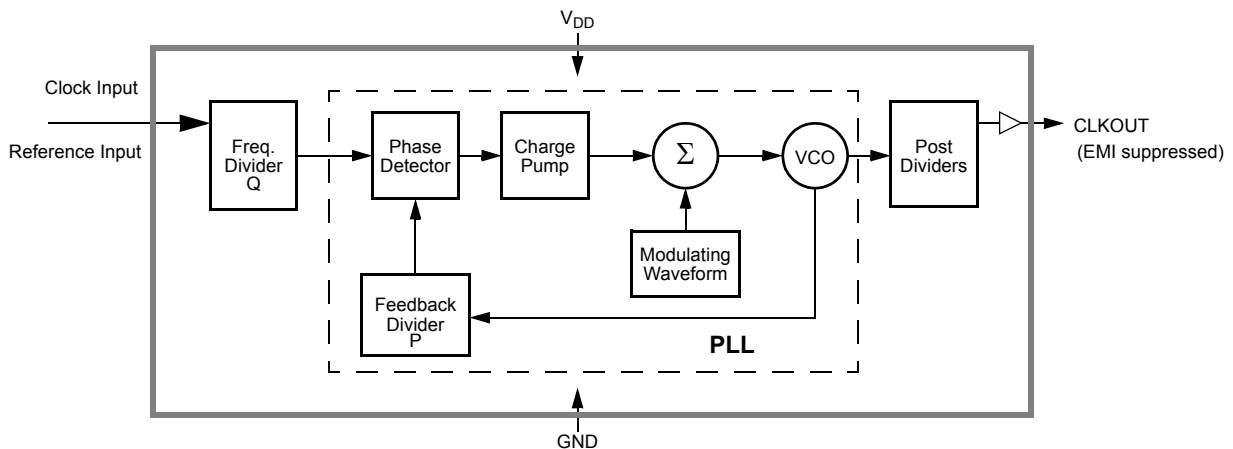 VDD
Clock Input
Reference Input
Freq.
Divider
Q
Phase
Detector
Charge
Pump
Σ
VCO
Post
Dividers
CLKOUT
(EMI suppressed)
Modulating
Waveform
Feedback
Divider
P
PLL
GND